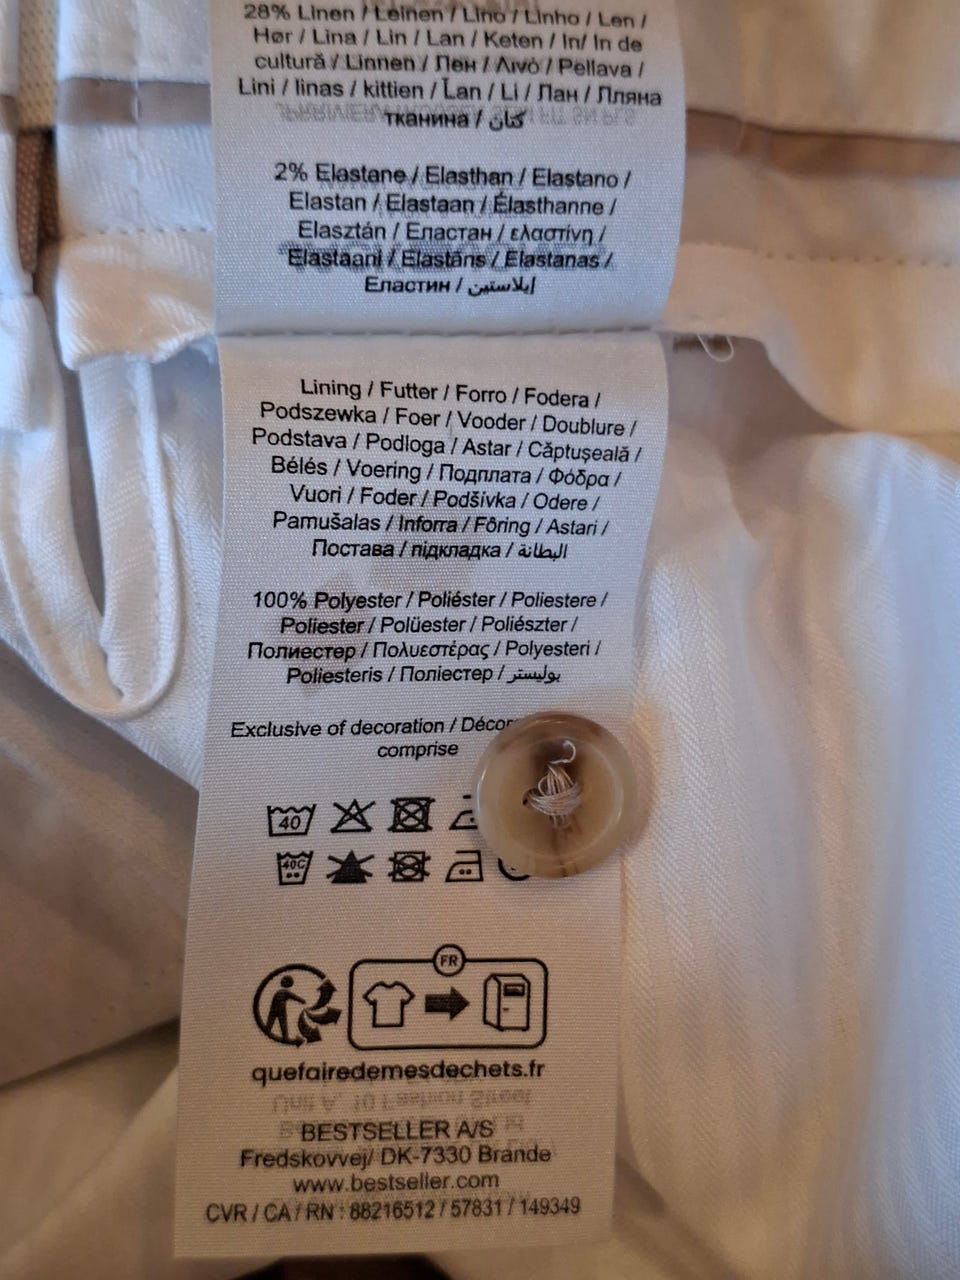 28% Linen / Leinen / Lino / Linho / Len /
Hør / Lina / Lin / Lan / Keten / In/ In de
cultură / Linnen / Лен / Λινό / Pellava /
Lini / linas / kittien / Ļan / Li / Лан / Лляна
тканина / كتان
2% Elastane / Elasthan / Elastano /
Elastan / Elastaan / Élasthanne /
Elasztán / Еластан / ελαστίνη /
Elastaani / Elastāns / Elastanas /
Еластин / إيلاستين
Lining / Futter / Forro / Fodera /
Podszewka / Foer / Vooder / Doublure /
Podstava / Podloga / Astar / Căptușeală /
Bélés / Voering / Подплата / Φόδρα /
Vuori / Foder / Podšívka / Odere /
Pamušalas / Inforra / Fôring / Astari /
Постава / підкладка / البطانة
100% Polyester / Poliéster / Poliestere /
Poliester / Polüester / Poliészter /
Полиестер / Πολυεστέρας / Polyesteri /
Poliesteris / Поліестер / بوليستر
Exclusive of decoration / Décor
comprise
40
40C
FR
quefairedemesdechets.fr
BESTSELLER A/S
Fredskovvej/ DK-7330 Brande
www.bestseller.com
CVR / CA / RN : 88216512 / 57831 / 149349